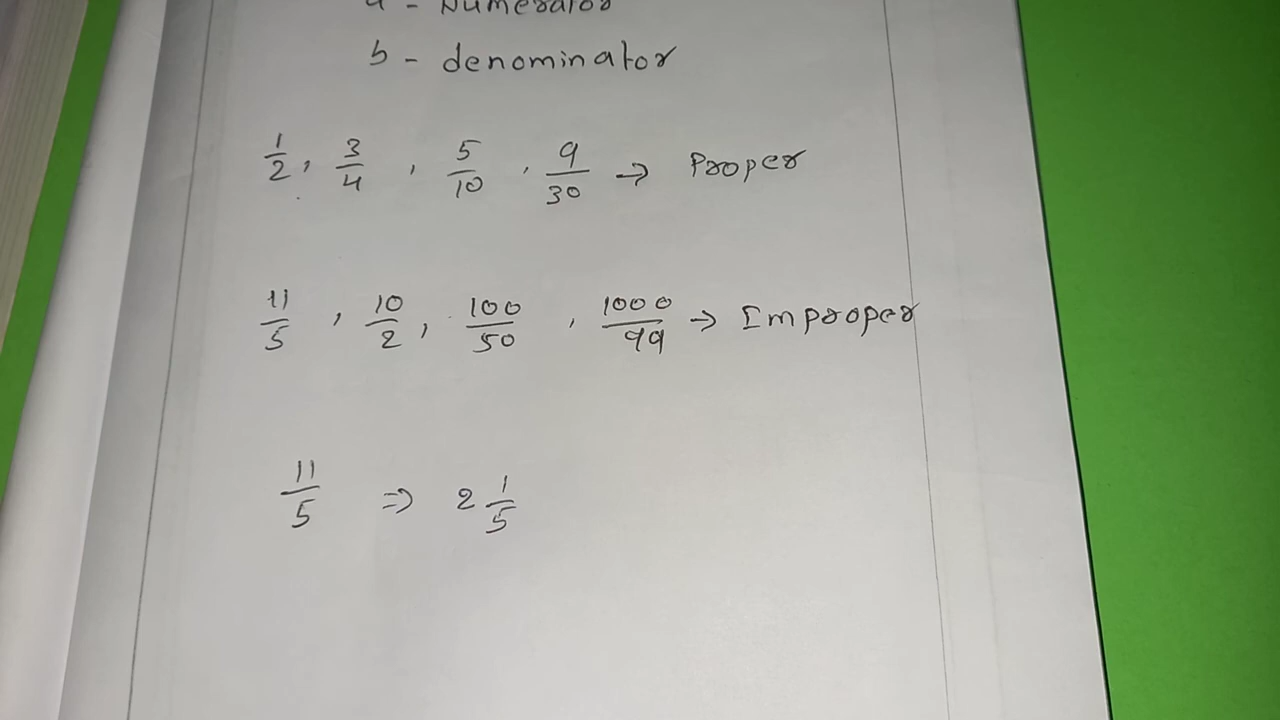 a - Numerator
b - denominator
1/2, 3/4, 5/10, 9/30 → Proper
11/5, 10/2, 100/50, 1000/99 → Improper
11/5 ⇒ 2 1/5